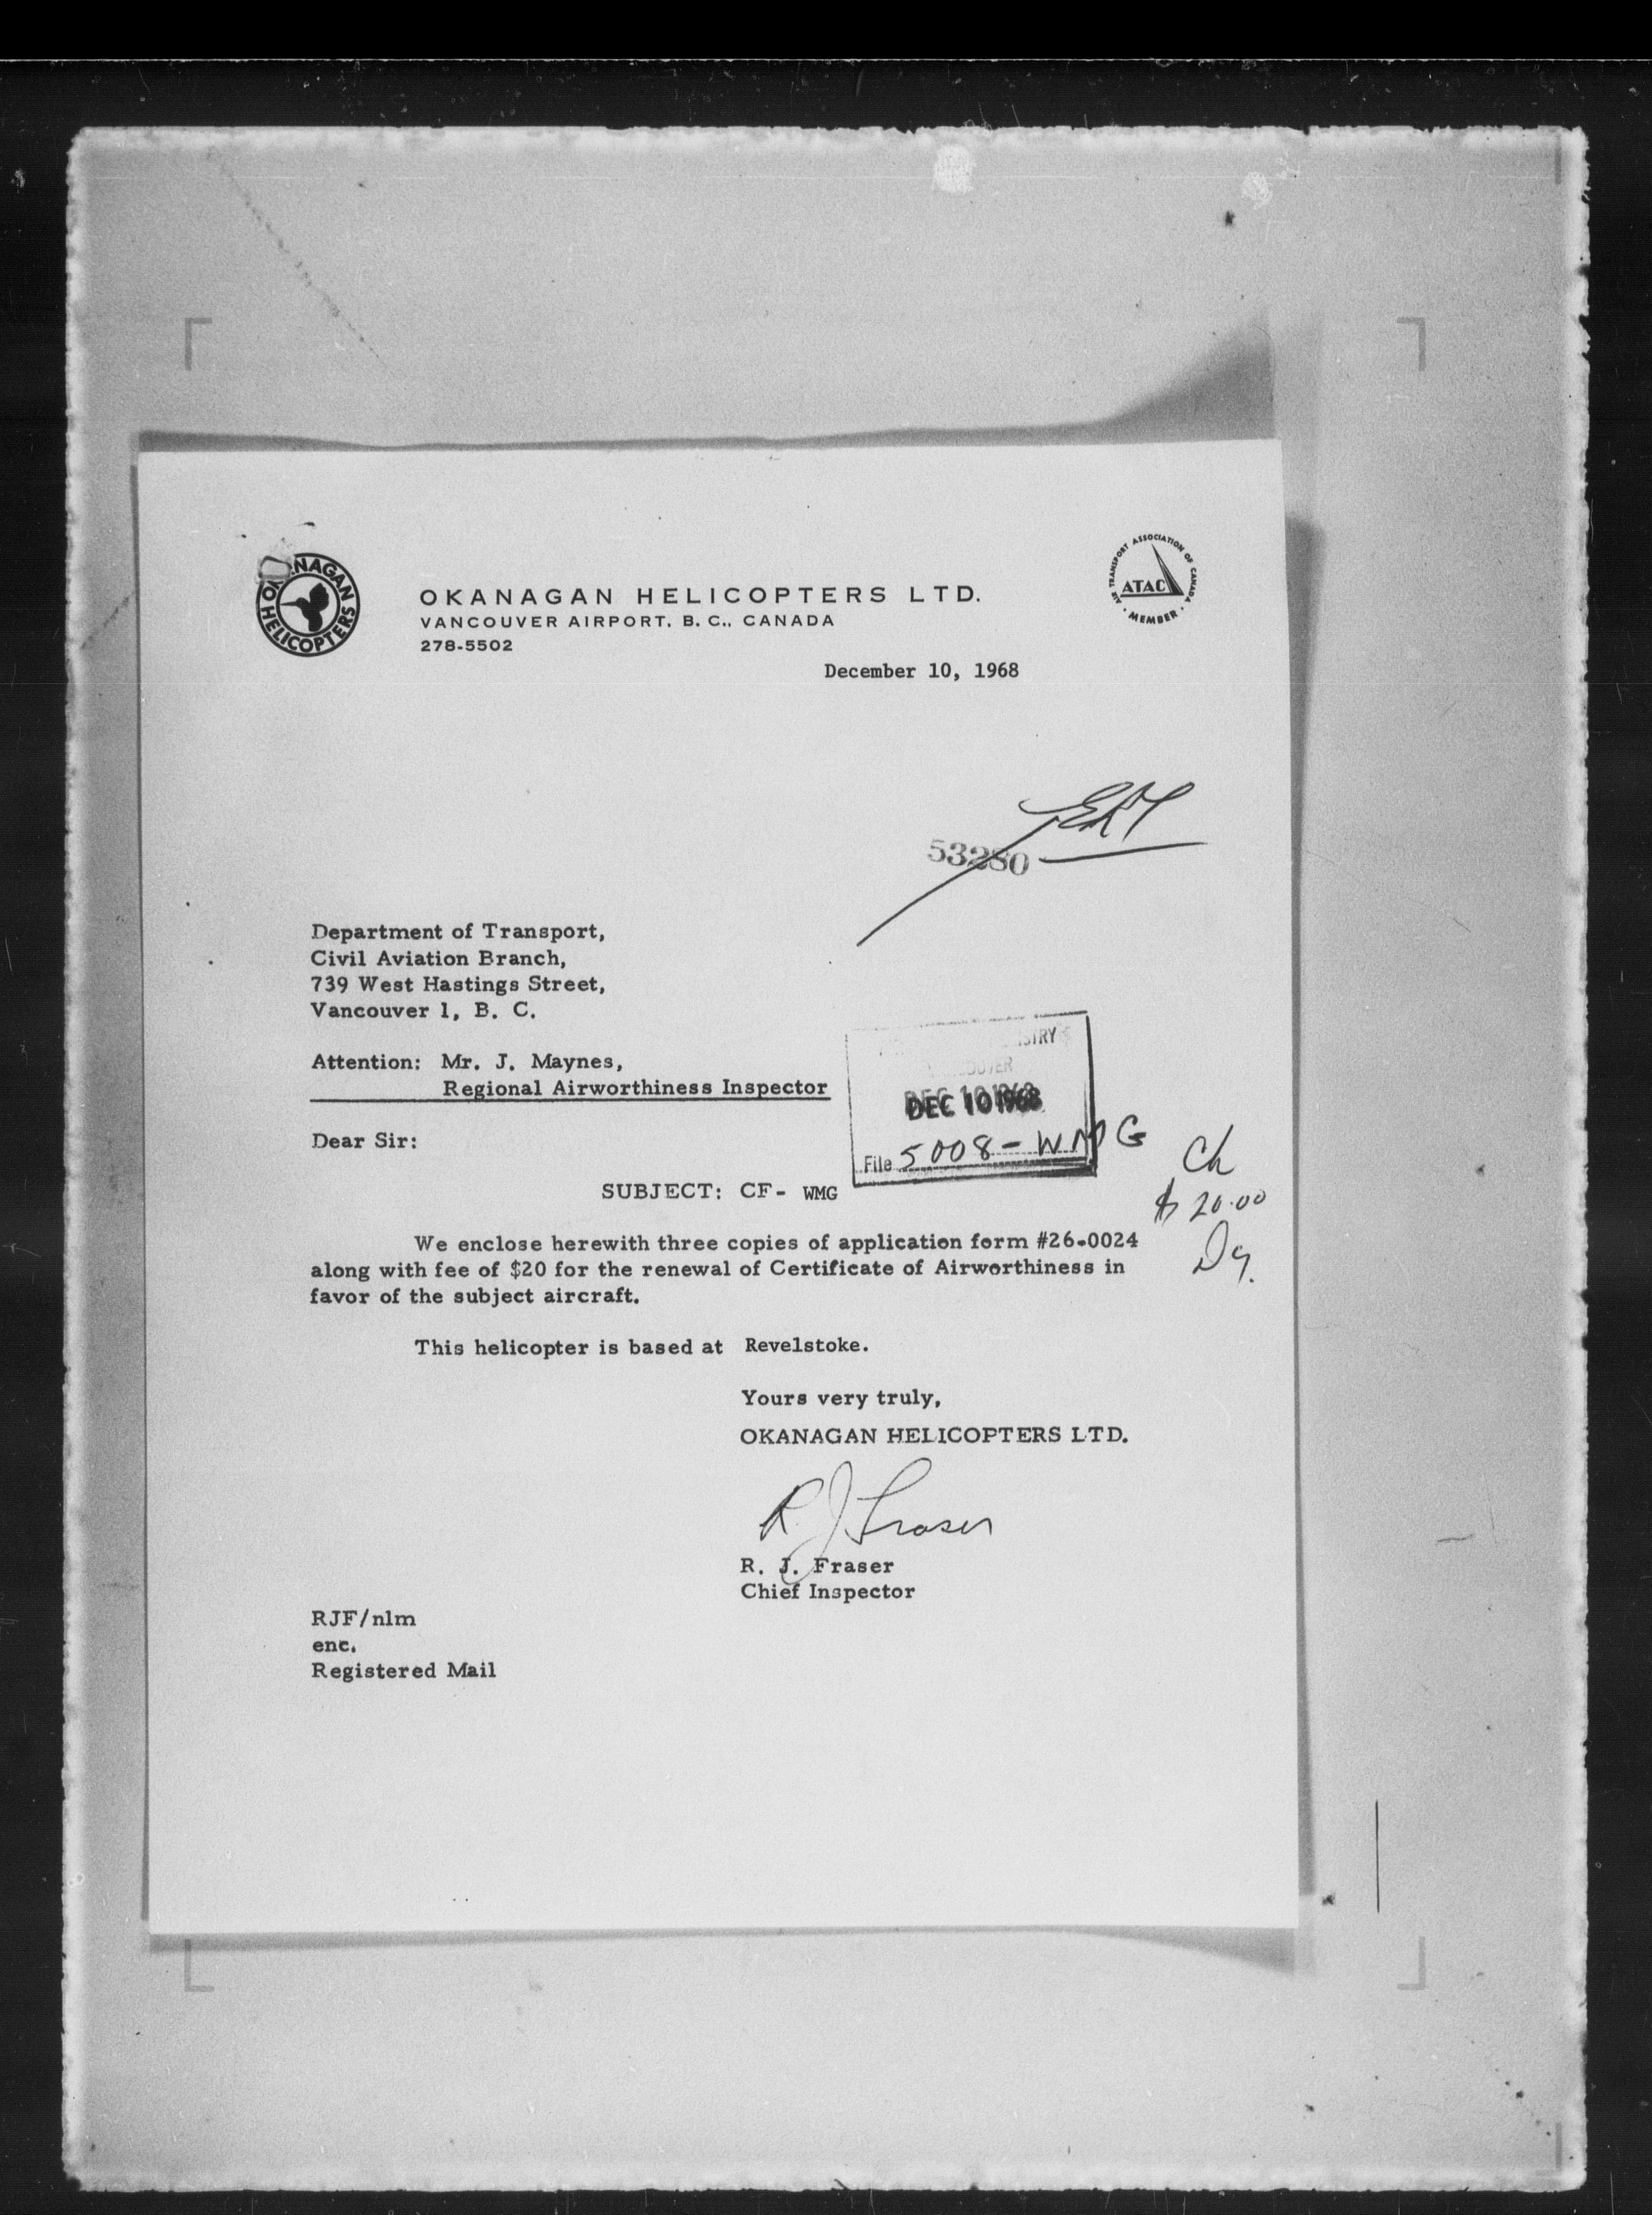 OKANAGAN HELICOPTERS
OKANAGAN HELICOPTERS LTD.
VANCOUVER AIRPORT, B. C., CANADA
278-5502
AIR TRANSPORT ASSOCIATION OF CANADA
ATAC
· MEMBER ·
December 10, 1968
53280
Department of Transport,
Civil Aviation Branch,
739 West Hastings Street,
Vancouver 1, B. C.
Attention: Mr. J. Maynes,
Regional Airworthiness Inspector
DEC 10 1968
File 5008-WMG
Dear Sir:
Ch
$20.00
SUBJECT: CF- WMG
We enclose herewith three copies of application form #26-0024
along with fee of $20 for the renewal of Certificate of Airworthiness in
favor of the subject aircraft.
This helicopter is based at Revelstoke.
Yours very truly,
OKANAGAN HELICOPTERS LTD.
R J Fraser
R. J. Fraser
Chief Inspector
RJF/nlm
enc.
Registered Mail